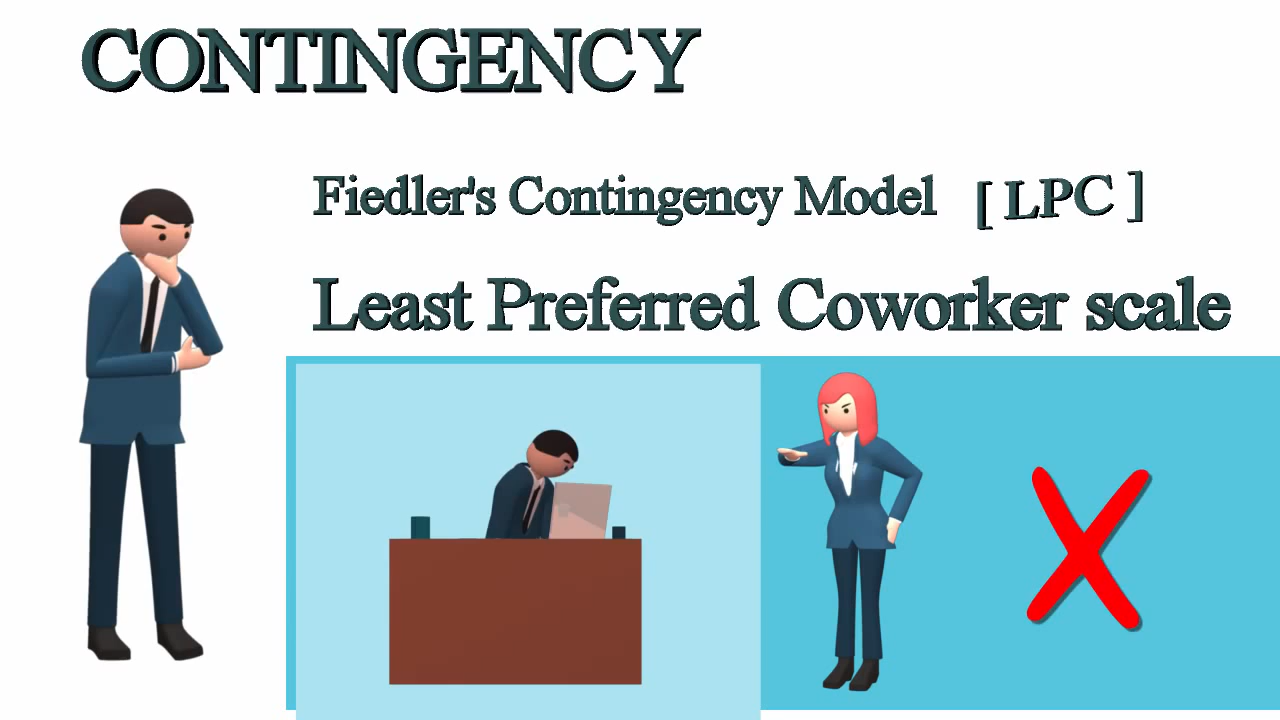 CONTINGENCY
Fiedler's Contingency Model [ LPC ]
Least Preferred Coworker scale